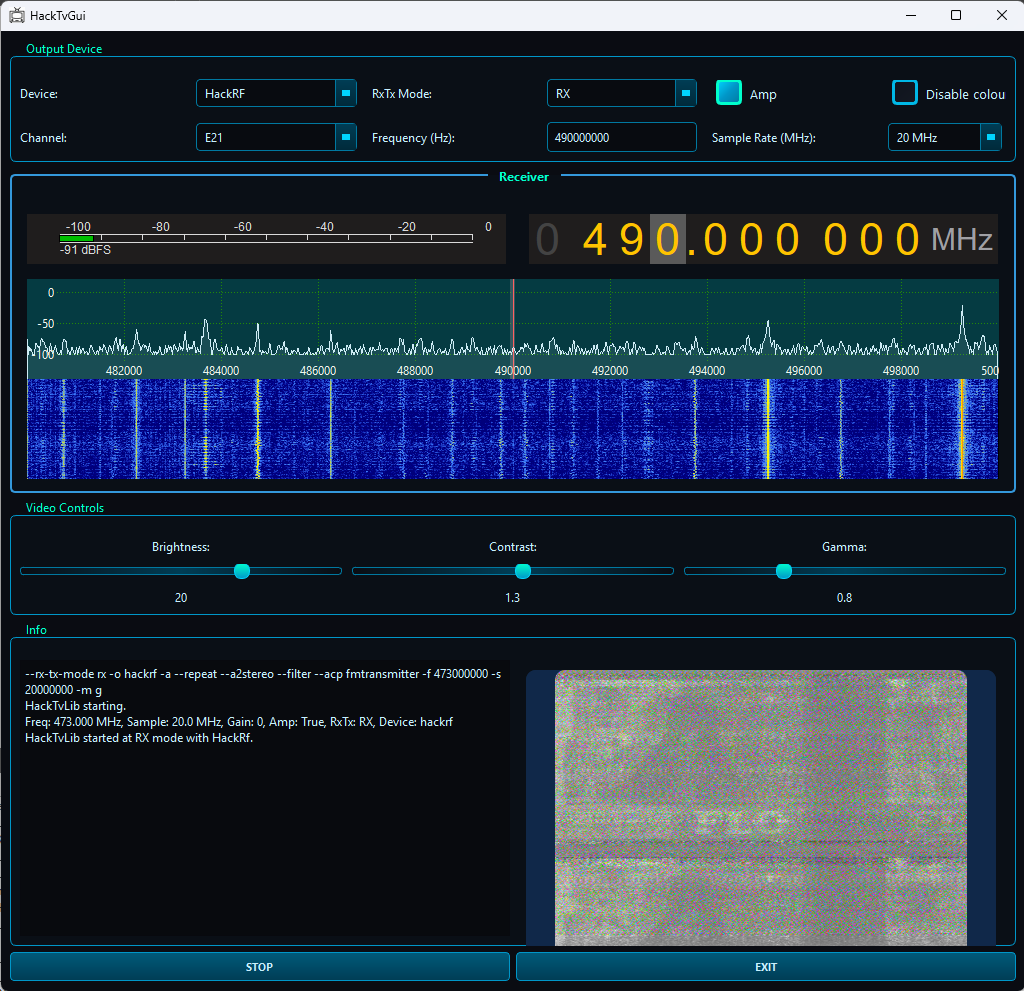 HackTvGui
Output Device
Device:
HackRF
RxTx Mode:
RX
Amp
Disable colou
Channel:
E21
Frequency (Hz):
490000000
Sample Rate (MHz):
20 MHz
Receiver
-100 -80 -60 -40 -20 0
-91 dBFS
0 490.000 000 MHz
0
-50
-100
482000 484000 486000 488000 490000 492000 494000 496000 498000 500
Video Controls
Brightness:
Contrast:
Gamma:
20
1.3
0.8
Info
--rx-tx-mode rx -o hackrf -a --repeat --a2stereo --filter --acp fmtransmitter -f 473000000 -s
20000000 -m g
HackTvLib starting.
Freq: 473.000 MHz, Sample: 20.0 MHz, Gain: 0, Amp: True, RxTx: RX, Device: hackrf
HackTvLib started at RX mode with HackRf.
STOP
EXIT